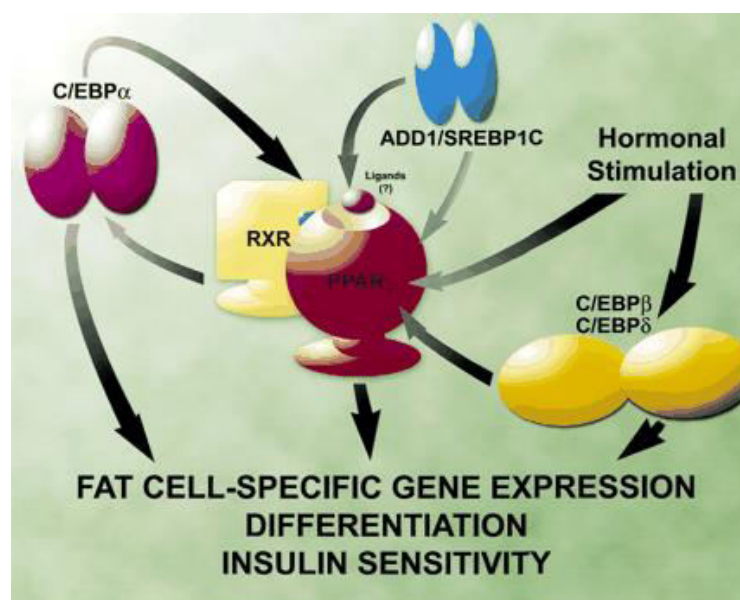 C/EBPα
ADD1/SREBP1C
Hormonal
Stimulation
Ligands
(?)
RXR
PPAR
C/EBPβ
C/EBPδ
FAT CELL-SPECIFIC GENE EXPRESSION
DIFFERENTIATION
INSULIN SENSITIVITY